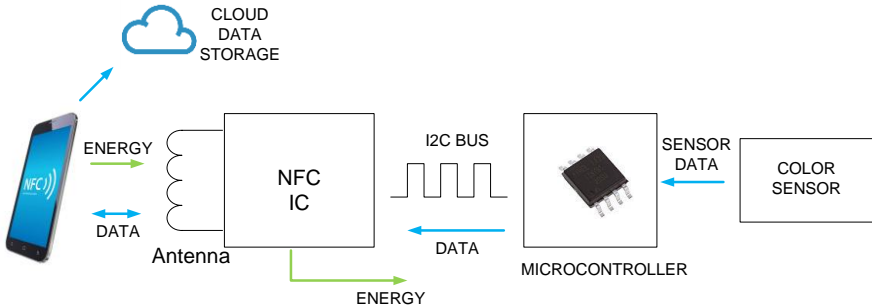 CLOUD
DATA
STORAGE
ENERGY
NFC
DATA
Antenna
NFC
IC
ENERGY
I2C BUS
DATA
MICROCONTROLLER
SENSOR
DATA
COLOR
SENSOR